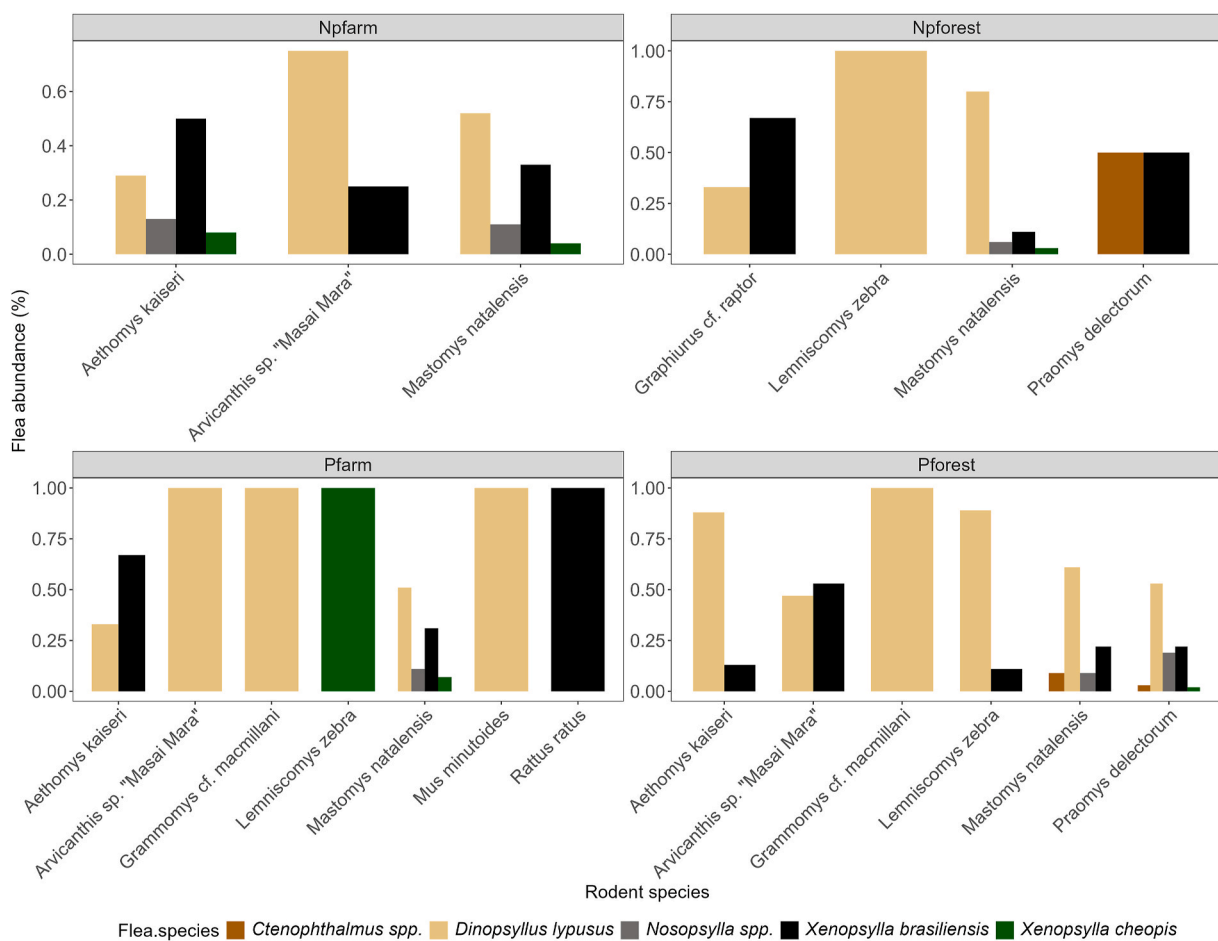 Npfarm
Npforest
0.6
0.4
0.2
0.0
1.00
0.75
0.50
0.25
0.00
Aethomys kaiseri
Arvicanthis sp. "Masai Mara"
Mastomys natalensis
Graphiurus cf. raptor
Lemniscomys zebra
Mastomys natalensis
Praomys delectorum
Flea abundance (%)
Pfarm
Pforest
1.00
0.75
0.50
0.25
0.00
1.00
0.75
0.50
0.25
0.00
Aethomys kaiseri
Arvicanthis sp. "Masai Mara"
Grammomys cf. macmillani
Lemniscomys zebra
Mastomys natalensis
Mus minutoides
Rattus ratus
Aethomys kaiseri
Arvicanthis sp. "Masai Mara"
Grammomys cf. macmillani
Lemniscomys zebra
Mastomys natalensis
Praomys delectorum
Rodent species
Flea.species Ctenophthalmus spp. Dinopsyllus lypusus Nosopsylla spp. Xenopsylla brasiliensis Xenopsylla cheopis